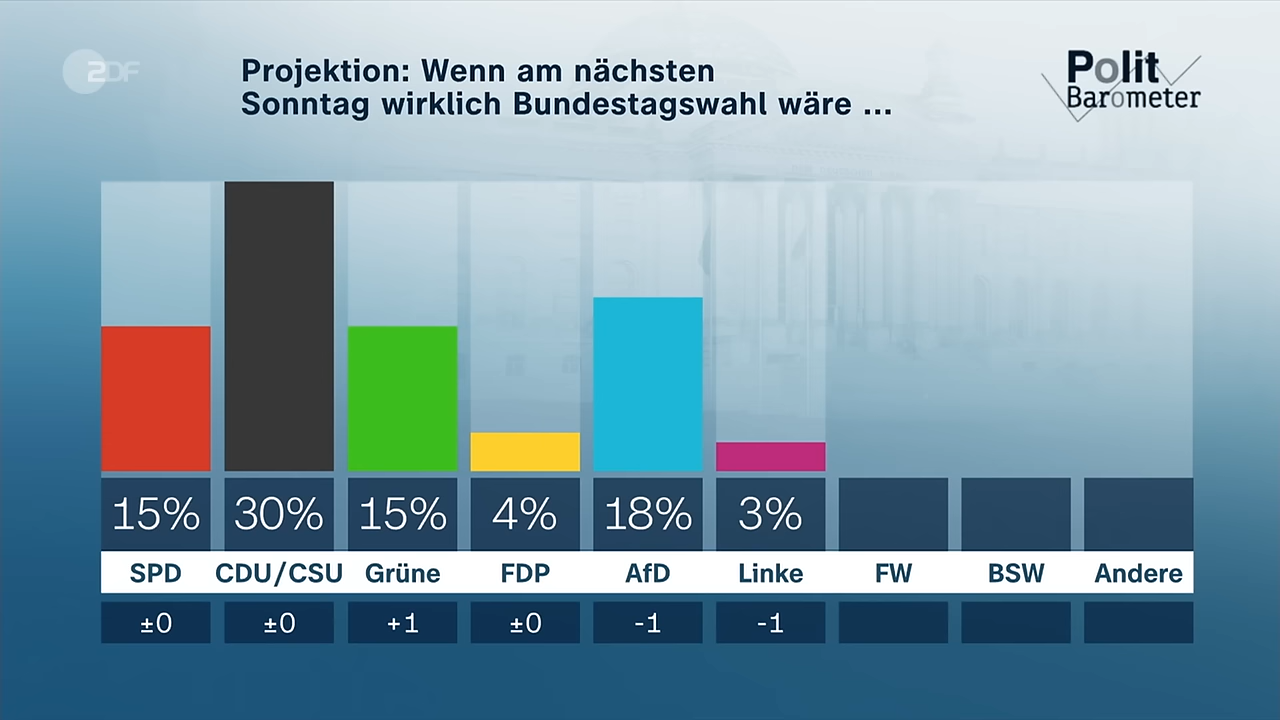 ZDF
Projektion: Wenn am nächsten
Sonntag wirklich Bundestagswahl wäre ...
Polit
Barometer
15% 30% 15% 4% 18% 3%
SPD CDU/CSU Grüne FDP AfD Linke FW BSW Andere
±0 ±0 +1 ±0 -1 -1